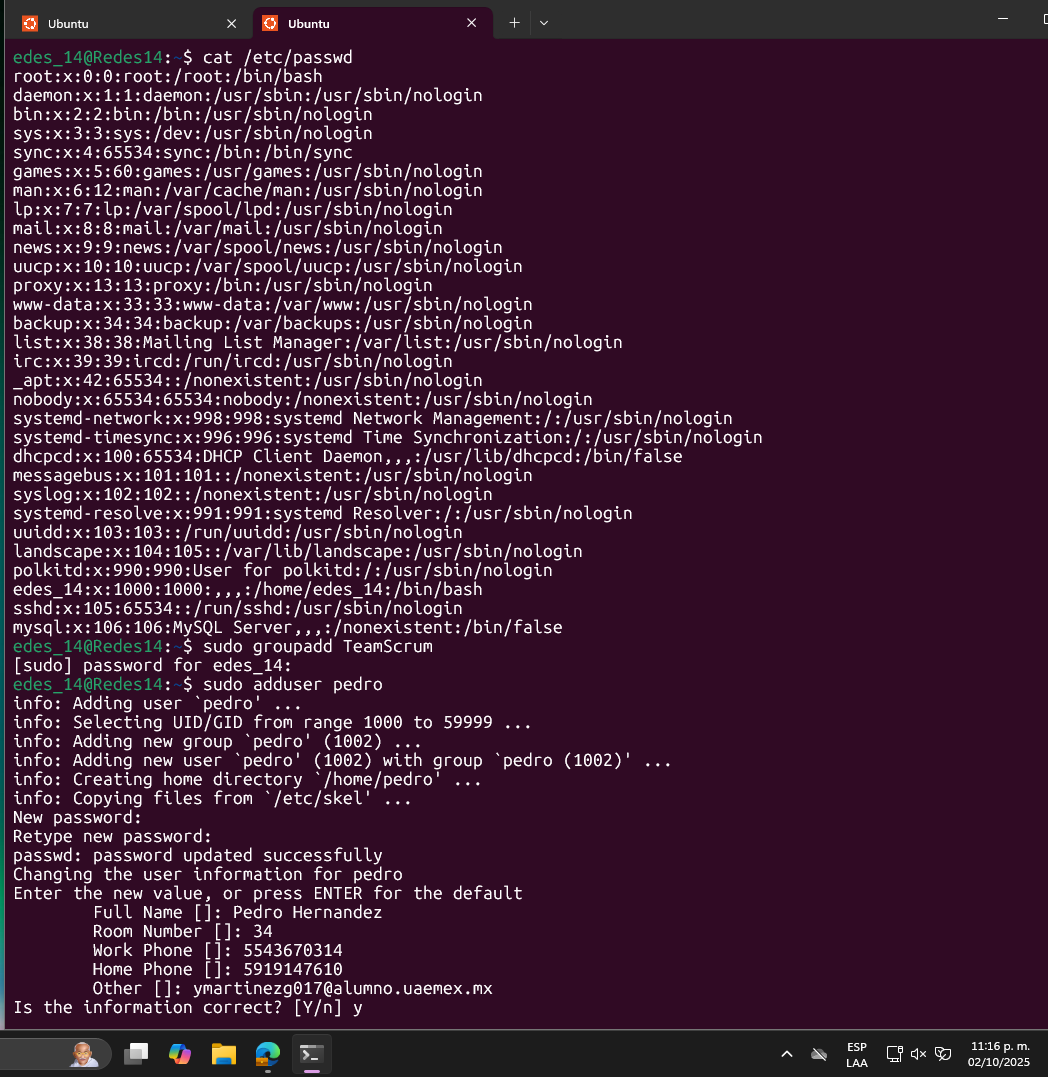 Ubuntu
Ubuntu
edes_14@Redes14:~$ cat /etc/passwd
root:x:0:0:root:/root:/bin/bash
daemon:x:1:1:daemon:/usr/sbin:/usr/sbin/nologin
bin:x:2:2:bin:/bin:/usr/sbin/nologin
sys:x:3:3:sys:/dev:/usr/sbin/nologin
sync:x:4:65534:sync:/bin:/bin/sync
games:x:5:60:games:/usr/games:/usr/sbin/nologin
man:x:6:12:man:/var/cache/man:/usr/sbin/nologin
lp:x:7:7:lp:/var/spool/lpd:/usr/sbin/nologin
mail:x:8:8:mail:/var/mail:/usr/sbin/nologin
news:x:9:9:news:/var/spool/news:/usr/sbin/nologin
uucp:x:10:10:uucp:/var/spool/uucp:/usr/sbin/nologin
proxy:x:13:13:proxy:/bin:/usr/sbin/nologin
www-data:x:33:33:www-data:/var/www:/usr/sbin/nologin
backup:x:34:34:backup:/var/backups:/usr/sbin/nologin
list:x:38:38:Mailing List Manager:/var/list:/usr/sbin/nologin
irc:x:39:39:ircd:/run/ircd:/usr/sbin/nologin
_apt:x:42:65534::/nonexistent:/usr/sbin/nologin
nobody:x:65534:65534:nobody:/nonexistent:/usr/sbin/nologin
systemd-network:x:998:998:systemd Network Management:/:/usr/sbin/nologin
systemd-timesync:x:996:996:systemd Time Synchronization:/:/usr/sbin/nologin
dhcpcd:x:100:65534:DHCP Client Daemon,,,:/usr/lib/dhcpcd:/bin/false
messagebus:x:101:101::/nonexistent:/usr/sbin/nologin
syslog:x:102:102::/nonexistent:/usr/sbin/nologin
systemd-resolve:x:991:991:systemd Resolver:/:/usr/sbin/nologin
uuidd:x:103:103::/run/uuidd:/usr/sbin/nologin
landscape:x:104:105::/var/lib/landscape:/usr/sbin/nologin
polkitd:x:990:990:User for polkitd:/:/usr/sbin/nologin
edes_14:x:1000:1000:,,,:/home/edes_14:/bin/bash
sshd:x:105:65534::/run/sshd:/usr/sbin/nologin
mysql:x:106:106:MySQL Server,,,:/nonexistent:/bin/false
edes_14@Redes14:~$ sudo groupadd TeamScrum
[sudo] password for edes_14:
edes_14@Redes14:~$ sudo adduser pedro
info: Adding user `pedro' ...
info: Selecting UID/GID from range 1000 to 59999 ...
info: Adding new group `pedro' (1002) ...
info: Adding new user `pedro' (1002) with group `pedro (1002)' ...
info: Creating home directory `/home/pedro' ...
info: Copying files from `/etc/skel' ...
New password:
Retype new password:
passwd: password updated successfully
Changing the user information for pedro
Enter the new value, or press ENTER for the default
Full Name []: Pedro Hernandez
Room Number []: 34
Work Phone []: 5543670314
Home Phone []: 5919147610
Other []: ymartinezg017@alumno.uaemex.mx
Is the information correct? [Y/n] y
ESP
LAA
11:16 p. m.
02/10/2025